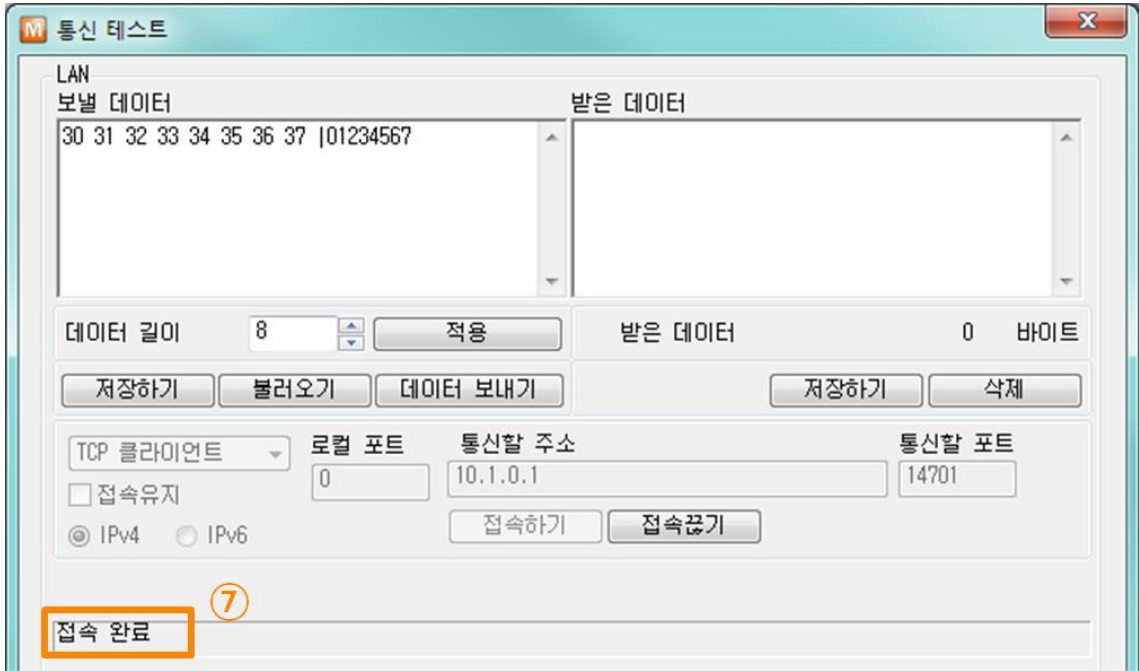 M 통신 테스트
LAN
보낼 데이터
받은 데이터
30 31 32 33 34 35 36 37 |01234567
데이터 길이 8 적용
받은 데이터 0 바이트
저장하기 불러오기 데이터 보내기
저장하기 삭제
TCP 클라이언트
로컬 포트
통신할 주소
통신할 포트
0
10.1.0.1
14701
접속유지
IPv4 IPv6
접속하기 접속끊기
⑦
접속 완료